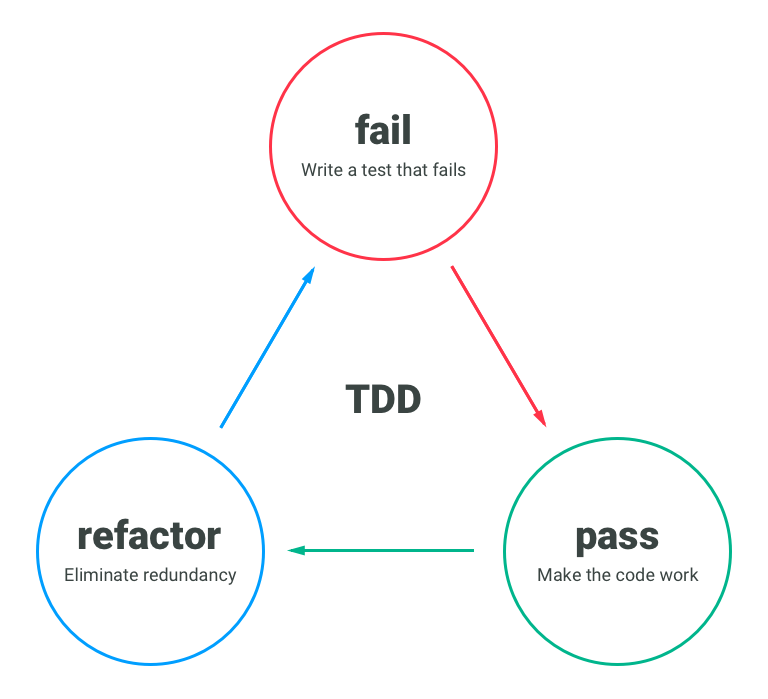 fail
Write a test that fails
TDD
refactor
Eliminate redundancy
pass
Make the code work